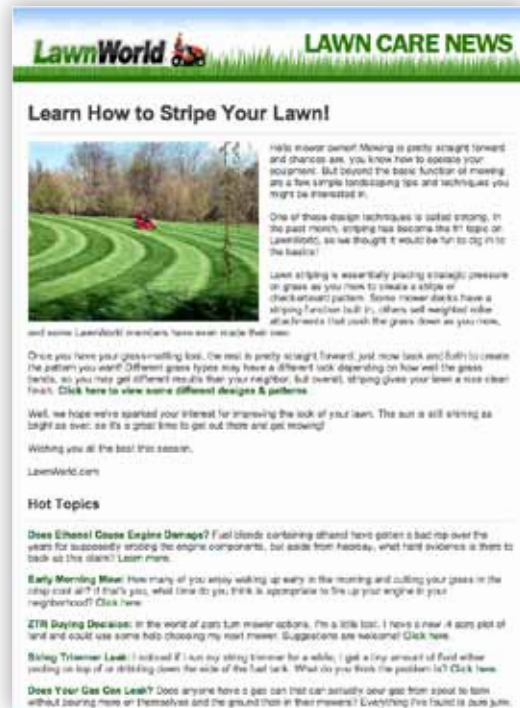 LawnWorld
LAWN CARE NEWS
Learn How to Stripe Your Lawn!
Hello mower owner! Mowing is pretty straight forward
and chances are, you know how to operate your
equipment. But beyond the basic function of mowing
are a few simple landscaping tips and techniques you
might be interested in.
One of those design techniques is called striping. In
the past month, striping has become the #1 topic on
LawnWorld, so we thought it would be fun to dig in to
the basics!
Lawn striping is essentially placing strategic pressure
on grass as you mow to create a stripe or
checkerboard pattern. Some mower decks have a
striping function built in, others sell weighted roller
attachments that push the grass down as you mow,
and some LawnWorld members have even made their own.
Once you have your grass-matting tool, the rest is pretty straight forward, just mow back and forth to create
the pattern you want! Different grass types may have a different look depending on how well the grass
bends, so you may get different results than your neighbor, but overall, striping gives your lawn a nice clean
finish. Click here to view some different designs & patterns
Well, we hope we've sparked your interest for improving the look of your lawn. The sun is still shining as
bright as ever, so it's a great time to get out there and get mowing!
Wishing you all the best this season,
LawnWorld.com
Hot Topics
Does Ethanol Cause Engine Damage? Fuel blends containing ethanol have gotten a bad rap over the
years for supposedly eroding the engine components, but aside from hearsay, what hard evidence is there to
back up this claim? Learn more.
Early Morning Mow: How many of you enjoy waking up early in the morning and cutting your grass in the
crisp cool air? If that's you, what time do you think is appropriate to fire up your engine in your
neighborhood? Click here
ZTR Buying Decision: In the world of zero turn mower options, I'm a little lost. I have a new .4 acre plot of
land and could use some help choosing my next mower. Suggestions are welcome! Click here.
String Trimmer Leak: I noticed if I run my string trimmer for a while, I get a tiny amount of fluid either
pooling on top of or dribbling down the side of the fuel tank. What do you think the problem is? Click here.
Does Your Gas Can Leak? Does anyone have a gas can that can actually pour gas from spout to tank
without pouring more on themselves and the ground than in their mowers? Everything I've found is pure junk.